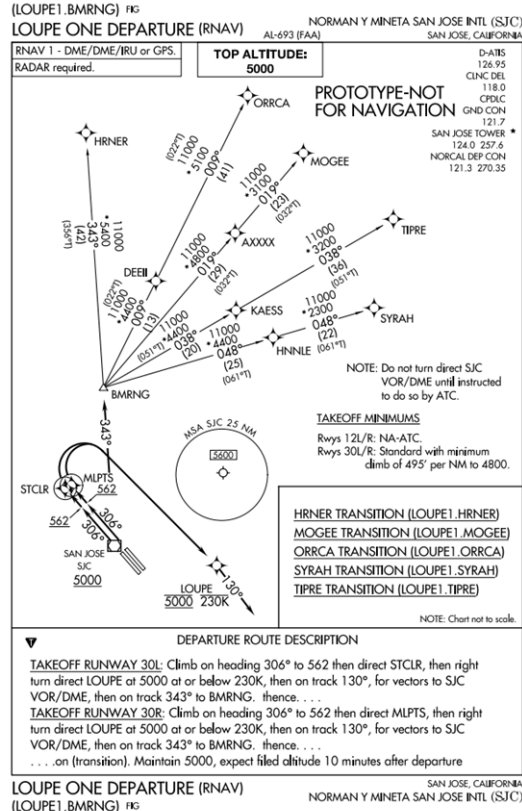 (LOUPE1.BMRNG) FIG
LOUPE ONE DEPARTURE (RNAV)
AL-693 (FAA)
NORMAN Y MINETA SAN JOSE INTL (SJC)
SAN JOSE, CALIFORNIA
RNAV 1 - DME/DME/IRU or GPS.
RADAR required.
TOP ALTITUDE:
5000
D-ATIS
126.95
CLNC DEL
118.0
CPDLC
GND CON
121.7
SAN JOSE TOWER *
124.0 257.6
NORCAL DEP CON
121.3 270.35
PROTOTYPE-NOT
FOR NAVIGATION
ORRCA
HRNER
MOGEE
(022°T)
11000
*5100
009°
(41)
11000
*3100
019°
(23)
(032°T)
11000
*5400
343°
(42)
(356°T)
AXXXX
TIPRE
11000
*4800
019°
(29)
(032°T)
11000
*3200
038°
(36)
(051°T)
DEEII
(022°T)
11000
*4400
009°
(13)
KAESS
11000
*4400
038°
(20)
(051°T)
SYRAH
11000
*2300
048°
(22)
(061°T)
HNNLE
11000
*4400
048°
(25)
(061°T)
BMRNG
NOTE: Do not turn direct SJC
VOR/DME until instructed
to do so by ATC.
TAKEOFF MINIMUMS
Rwys 12L/R: NA-ATC.
Rwys 30L/R: Standard with minimum
climb of 495' per NM to 4800.
343°
MSA SJC 25 NM
5600
MLPTS
STCLR
562
562
306°
306°
SAN JOSE
SJC
5000
LOUPE
5000 230K
130°
HRNER TRANSITION (LOUPE1.HRNER)
MOGEE TRANSITION (LOUPE1.MOGEE)
ORRCA TRANSITION (LOUPE1.ORRCA)
SYRAH TRANSITION (LOUPE1.SYRAH)
TIPRE TRANSITION (LOUPE1.TIPRE)
NOTE: Chart not to scale.
T
DEPARTURE ROUTE DESCRIPTION
TAKEOFF RUNWAY 30L: Climb on heading 306° to 562 then direct STCLR, then right
turn direct LOUPE at 5000 at or below 230K, then on track 130°, for vectors to SJC
VOR/DME, then on track 343° to BMRNG. thence. . . .
TAKEOFF RUNWAY 30R: Climb on heading 306° to 562 then direct MLPTS, then right
turn direct LOUPE at 5000 at or below 230K, then on track 130°, for vectors to SJC
VOR/DME, then on track 343° to BMRNG. thence. . . .
. . . .on (transition). Maintain 5000, expect filed altitude 10 minutes after departure
LOUPE ONE DEPARTURE (RNAV)
(LOUPE1.BMRNG) FIG
SAN JOSE, CALIFORNIA
NORMAN Y MINETA SAN JOSE INTL (SJC)